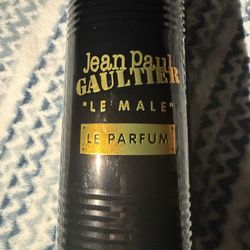 Jean Paul
GAULTIER
"LE MALE"
LE PARFUM